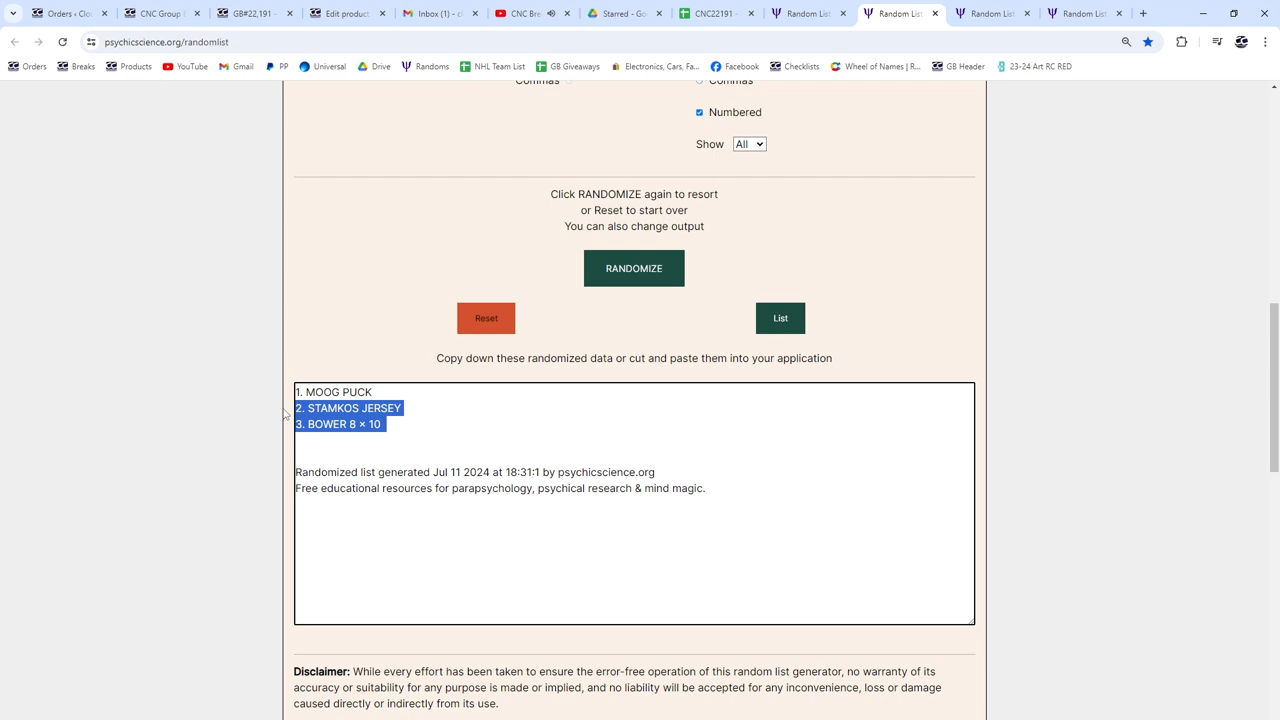 Orders ‹ Clou
CNC Group E
GB#22,191 -
Edit product
Inbox (1) - c
CNC Brea
Starred - Go
CNC22191 -
Random List
Random List
Random List
Random List
psychicscience.org/randomlist
Orders
Breaks
Products
YouTube
Gmail
PP
Universal
Drive
Randoms
NHL Team List
GB Giveaways
Electronics, Cars, Fa...
Facebook
Checklists
Wheel of Names | R...
GB Header
23-24 Art RC RED
Commas
Commas
Numbered
Show All
Click RANDOMIZE again to resort
or Reset to start over
You can also change output
RANDOMIZE
Reset
List
Copy down these randomized data or cut and paste them into your application
1. MOOG PUCK
2. STAMKOS JERSEY
3. BOWER 8 × 10
Randomized list generated Jul 11 2024 at 18:31:1 by psychicscience.org
Free educational resources for parapsychology, psychical research & mind magic.
Disclaimer: While every effort has been taken to ensure the error-free operation of this random list generator, no warranty of its
accuracy or suitability for any purpose is made or implied, and no liability will be accepted for any inconvenience, loss or damage
caused directly or indirectly from its use.